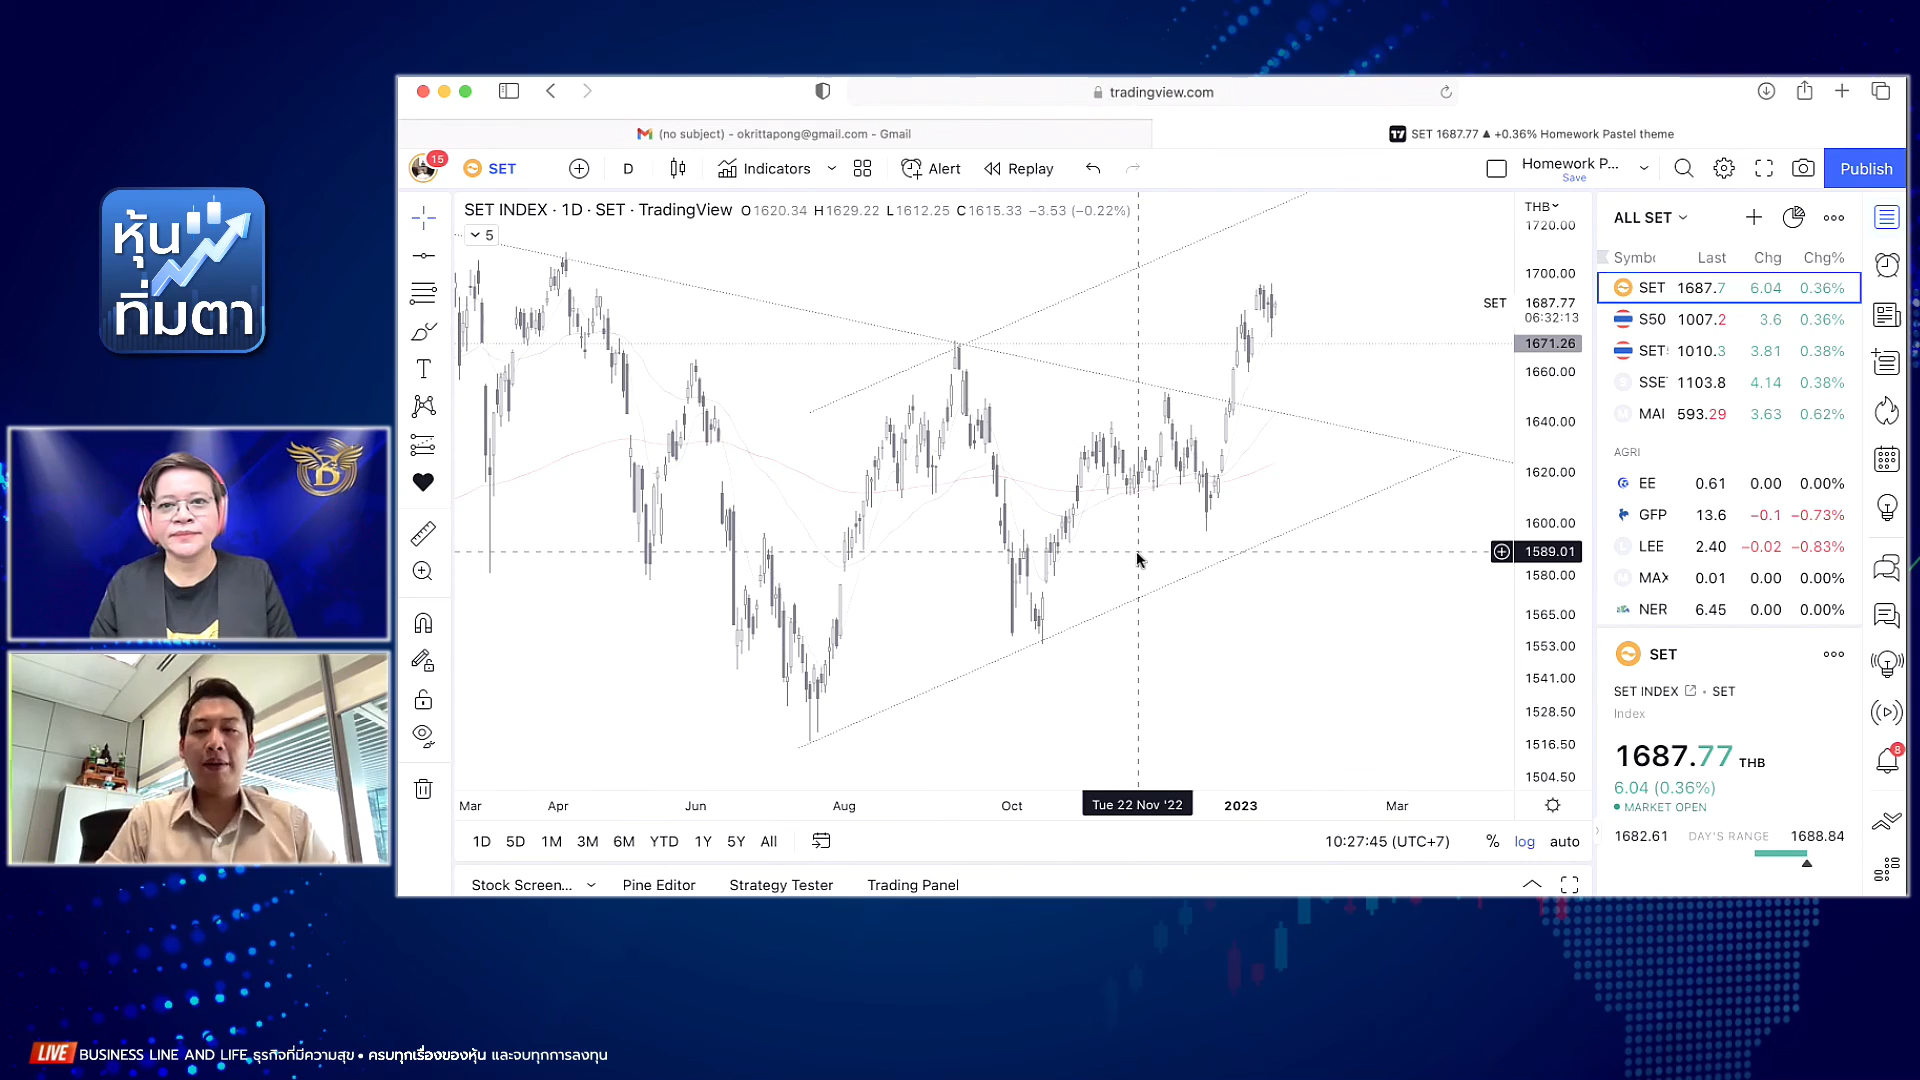 tradingview.com
(no subject) - okrittapong@gmail.com - Gmail
SET 1687.77 ▲ +0.36% Homework Pastel theme
15
SET
D
Indicators
Alert
Replay
Homework P...
Save
Publish
หุ้น
ทิ่มตา
SET INDEX · 1D · SET · TradingView O1620.34 H1629.22 L1612.25 C1615.33 −3.53 (−0.22%)
5
THB
1720.00
1700.00
SET 1687.77
06:32:13
1671.26
1660.00
1640.00
1620.00
1600.00
1589.01
1580.00
1565.00
1553.00
1541.00
1528.50
1516.50
1504.50
Mar Apr Jun Aug Oct Tue 22 Nov '22 2023 Mar
1D 5D 1M 3M 6M YTD 1Y 5Y All
10:27:45 (UTC+7) % log auto
Stock Screen... Pine Editor Strategy Tester Trading Panel
ALL SET
Symbc Last Chg Chg%
SET 1687.7 6.04 0.36%
S50 1007.2 3.6 0.36%
SET 1010.3 3.81 0.38%
SSE 1103.8 4.14 0.38%
MAI 593.29 3.63 0.62%
AGRI
EE 0.61 0.00 0.00%
GFP 13.6 −0.1 −0.73%
LEE 2.40 −0.02 −0.83%
MAX 0.01 0.00 0.00%
NER 6.45 0.00 0.00%
SET
SET INDEX · SET
Index
1687.77 THB
6.04 (0.36%)
MARKET OPEN
1682.61 DAY'S RANGE 1688.84
8
LIVE BUSINESS LINE AND LIFE ธุรกิจที่มีความสุข • ครบทุกเรื่องของหุ้น และจบทุกการลงทุน